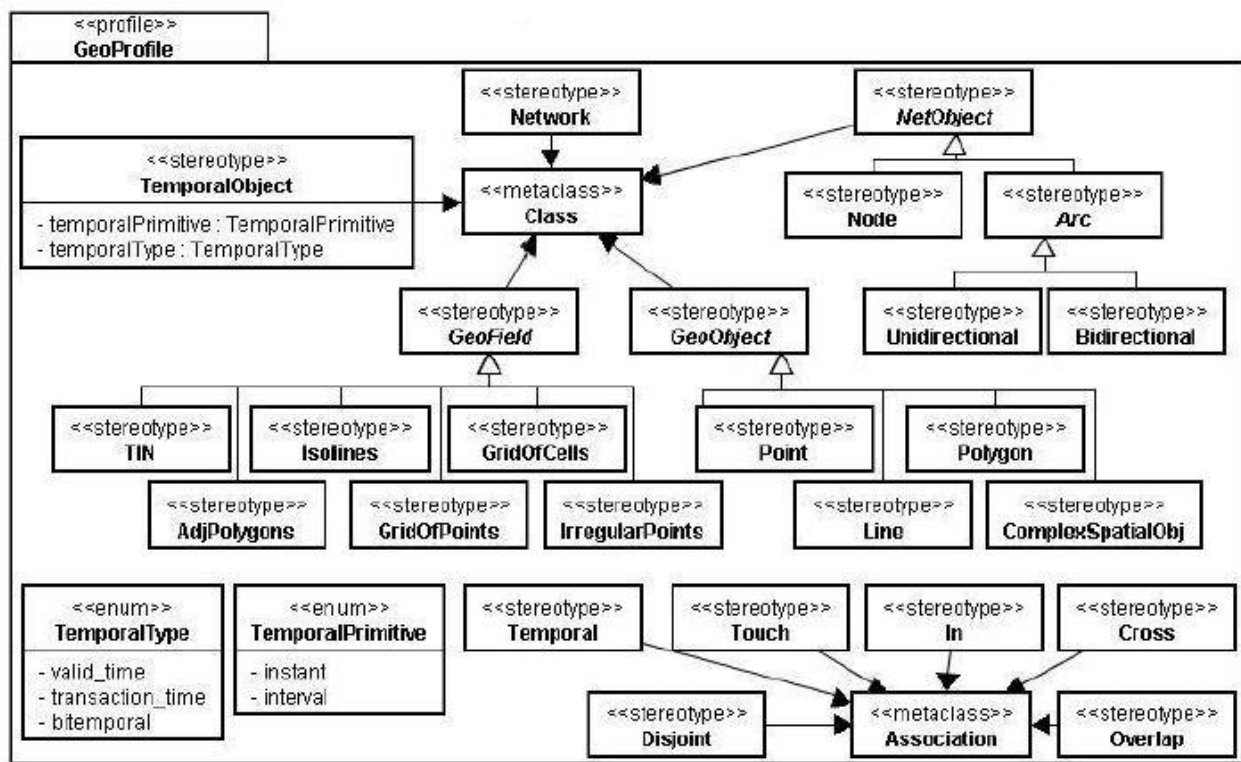 <<profile>>
GeoProfile
<<stereotype>>
Network
<<stereotype>>
NetObject
<<stereotype>>
TemporalObject
- temporalPrimitive : TemporalPrimitive
- temporalType : TemporalType
<<metaclass>>
Class
<<stereotype>>
Node
<<stereotype>>
Arc
<<stereotype>>
GeoField
<<stereotype>>
GeoObject
<<stereotype>>
Unidirectional
<<stereotype>>
Bidirectional
<<stereotype>>
TIN
<<stereotype>>
Isolines
<<stereotype>>
GridOfCells
<<stereotype>>
Point
<<stereotype>>
Polygon
<<stereotype>>
AdjPolygons
<<stereotype>>
GridOfPoints
<<stereotype>>
IrregularPoints
<<stereotype>>
Line
<<stereotype>>
ComplexSpatialObj
<<enum>>
TemporalType
- valid_time
- transaction_time
- bitemporal
<<enum>>
TemporalPrimitive
- instant
- interval
<<stereotype>>
Temporal
<<stereotype>>
Touch
<<stereotype>>
In
<<stereotype>>
Cross
<<stereotype>>
Disjoint
<<metaclass>>
Association
<<stereotype>>
Overlap